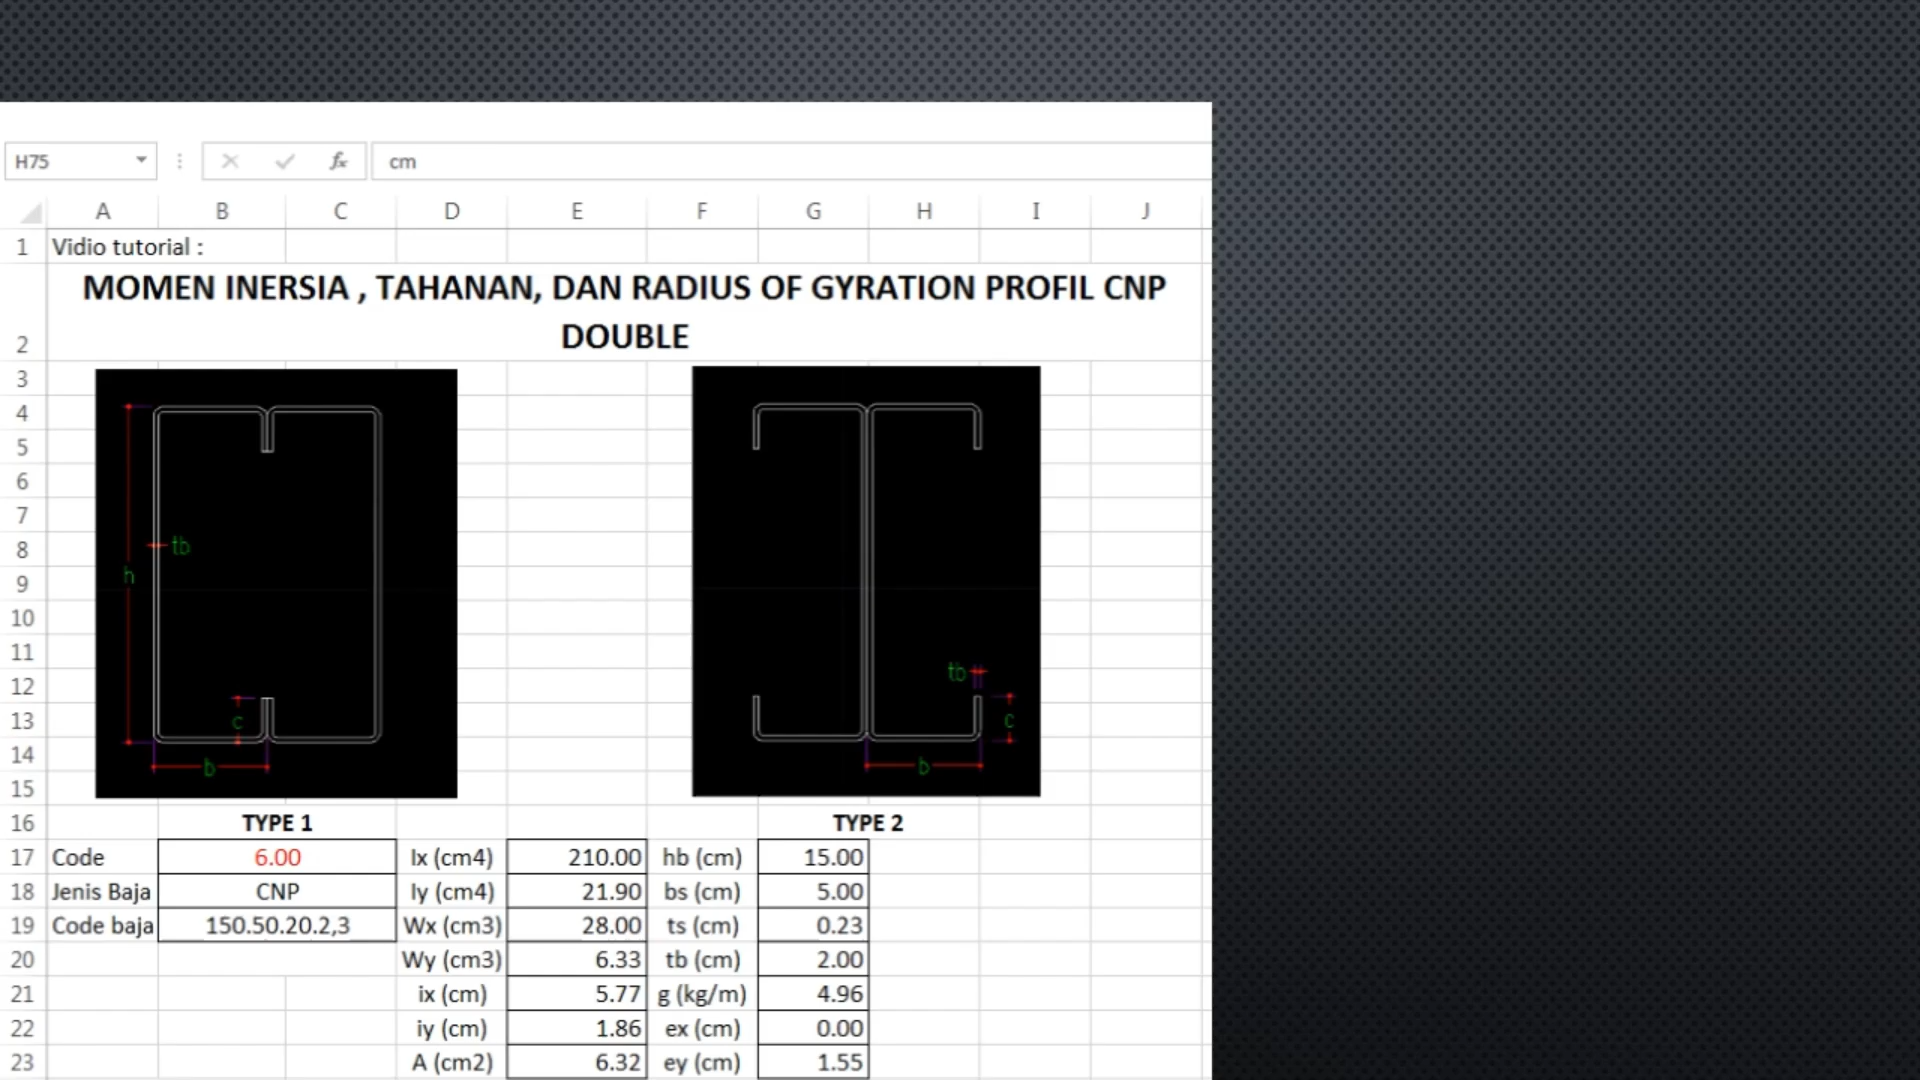 H75 fx cm
A B C D E F G H I J
1 Vidio tutorial :
MOMEN INERSIA , TAHANAN, DAN RADIUS OF GYRATION PROFIL CNP
2 DOUBLE
3
4
5
6
7
8 tb
9 h
10
11
12 tb
13 c c
14 b b
15
16 TYPE 1 TYPE 2
17 Code 6.00 Ix (cm4) 210.00 hb (cm) 15.00
18 Jenis Baja CNP Iy (cm4) 21.90 bs (cm) 5.00
19 Code baja 150.50.20.2,3 Wx (cm3) 28.00 ts (cm) 0.23
20 Wy (cm3) 6.33 tb (cm) 2.00
21 ix (cm) 5.77 g (kg/m) 4.96
22 iy (cm) 1.86 ex (cm) 0.00
23 A (cm2) 6.32 ey (cm) 1.55